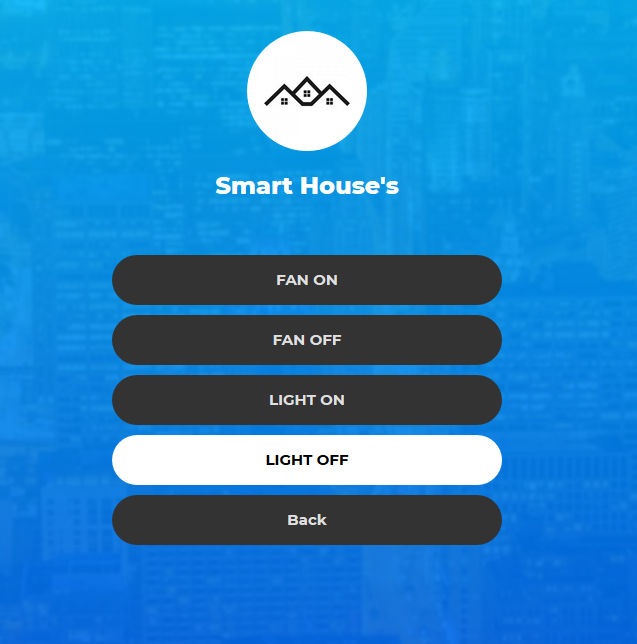 Smart House's
FAN ON
FAN OFF
LIGHT ON
LIGHT OFF
Back